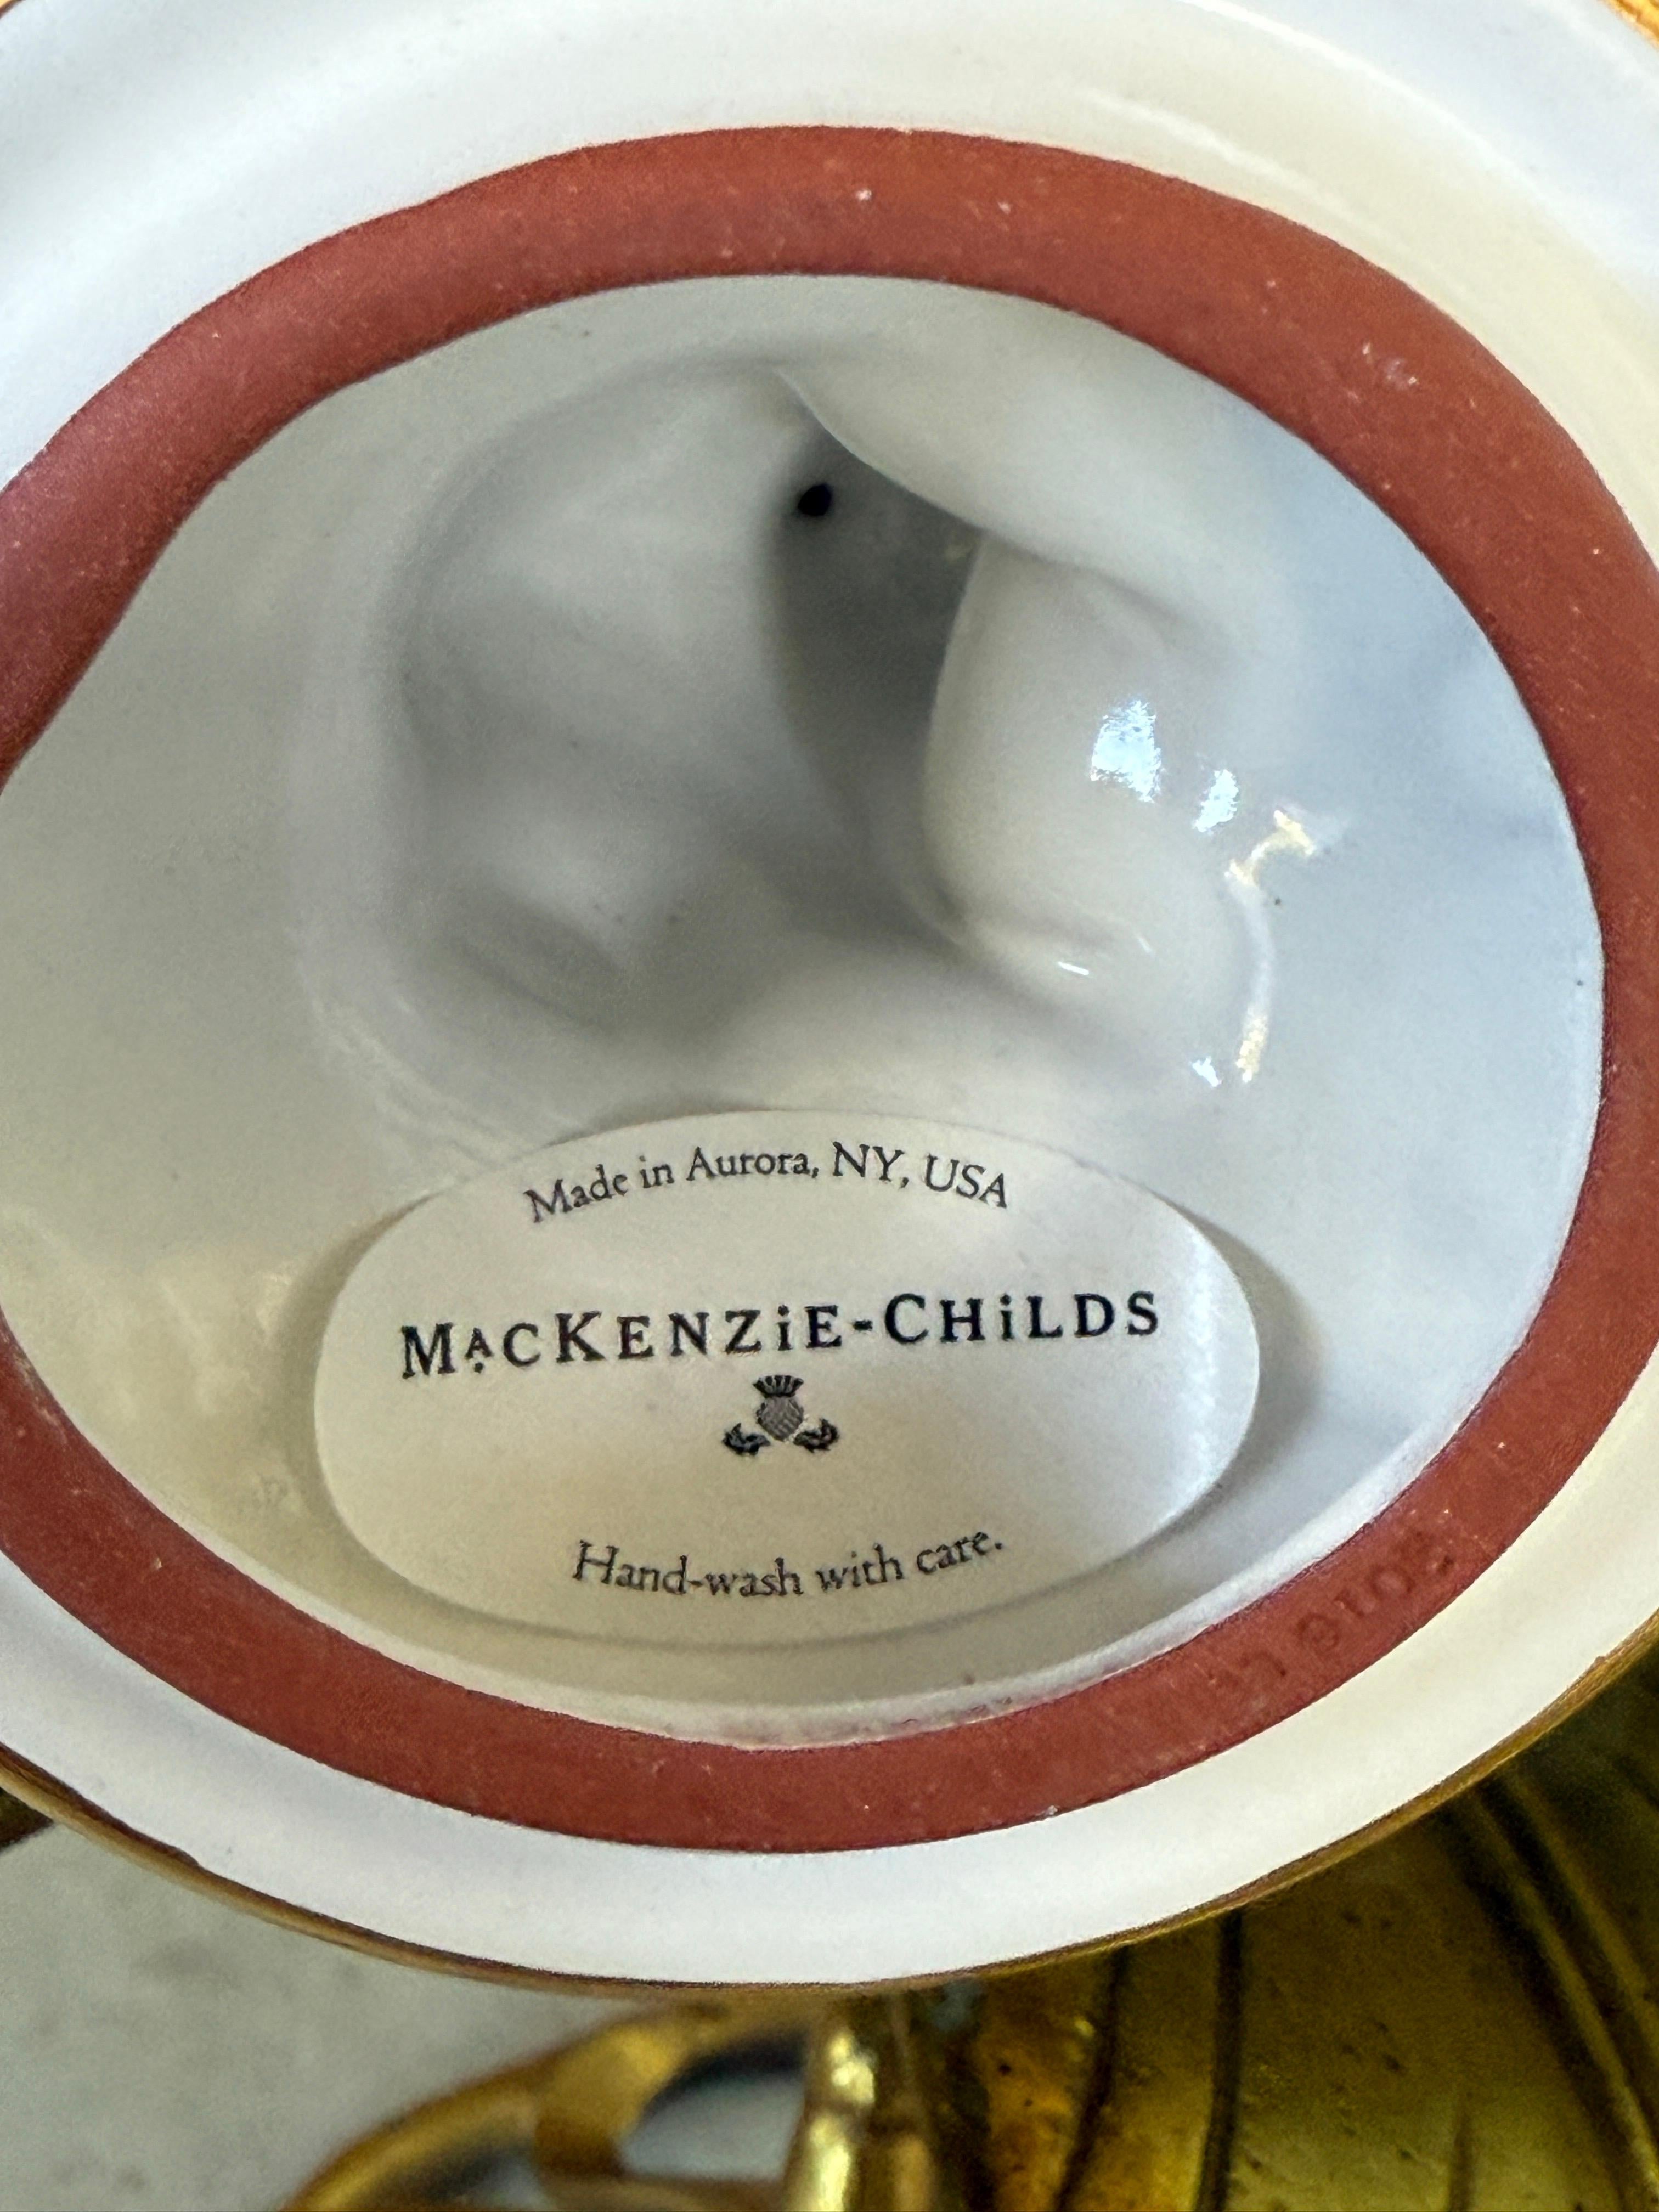 Made in Aurora, NY, USA
MACKENZiE-CHiLDS
Hand-wash with care.